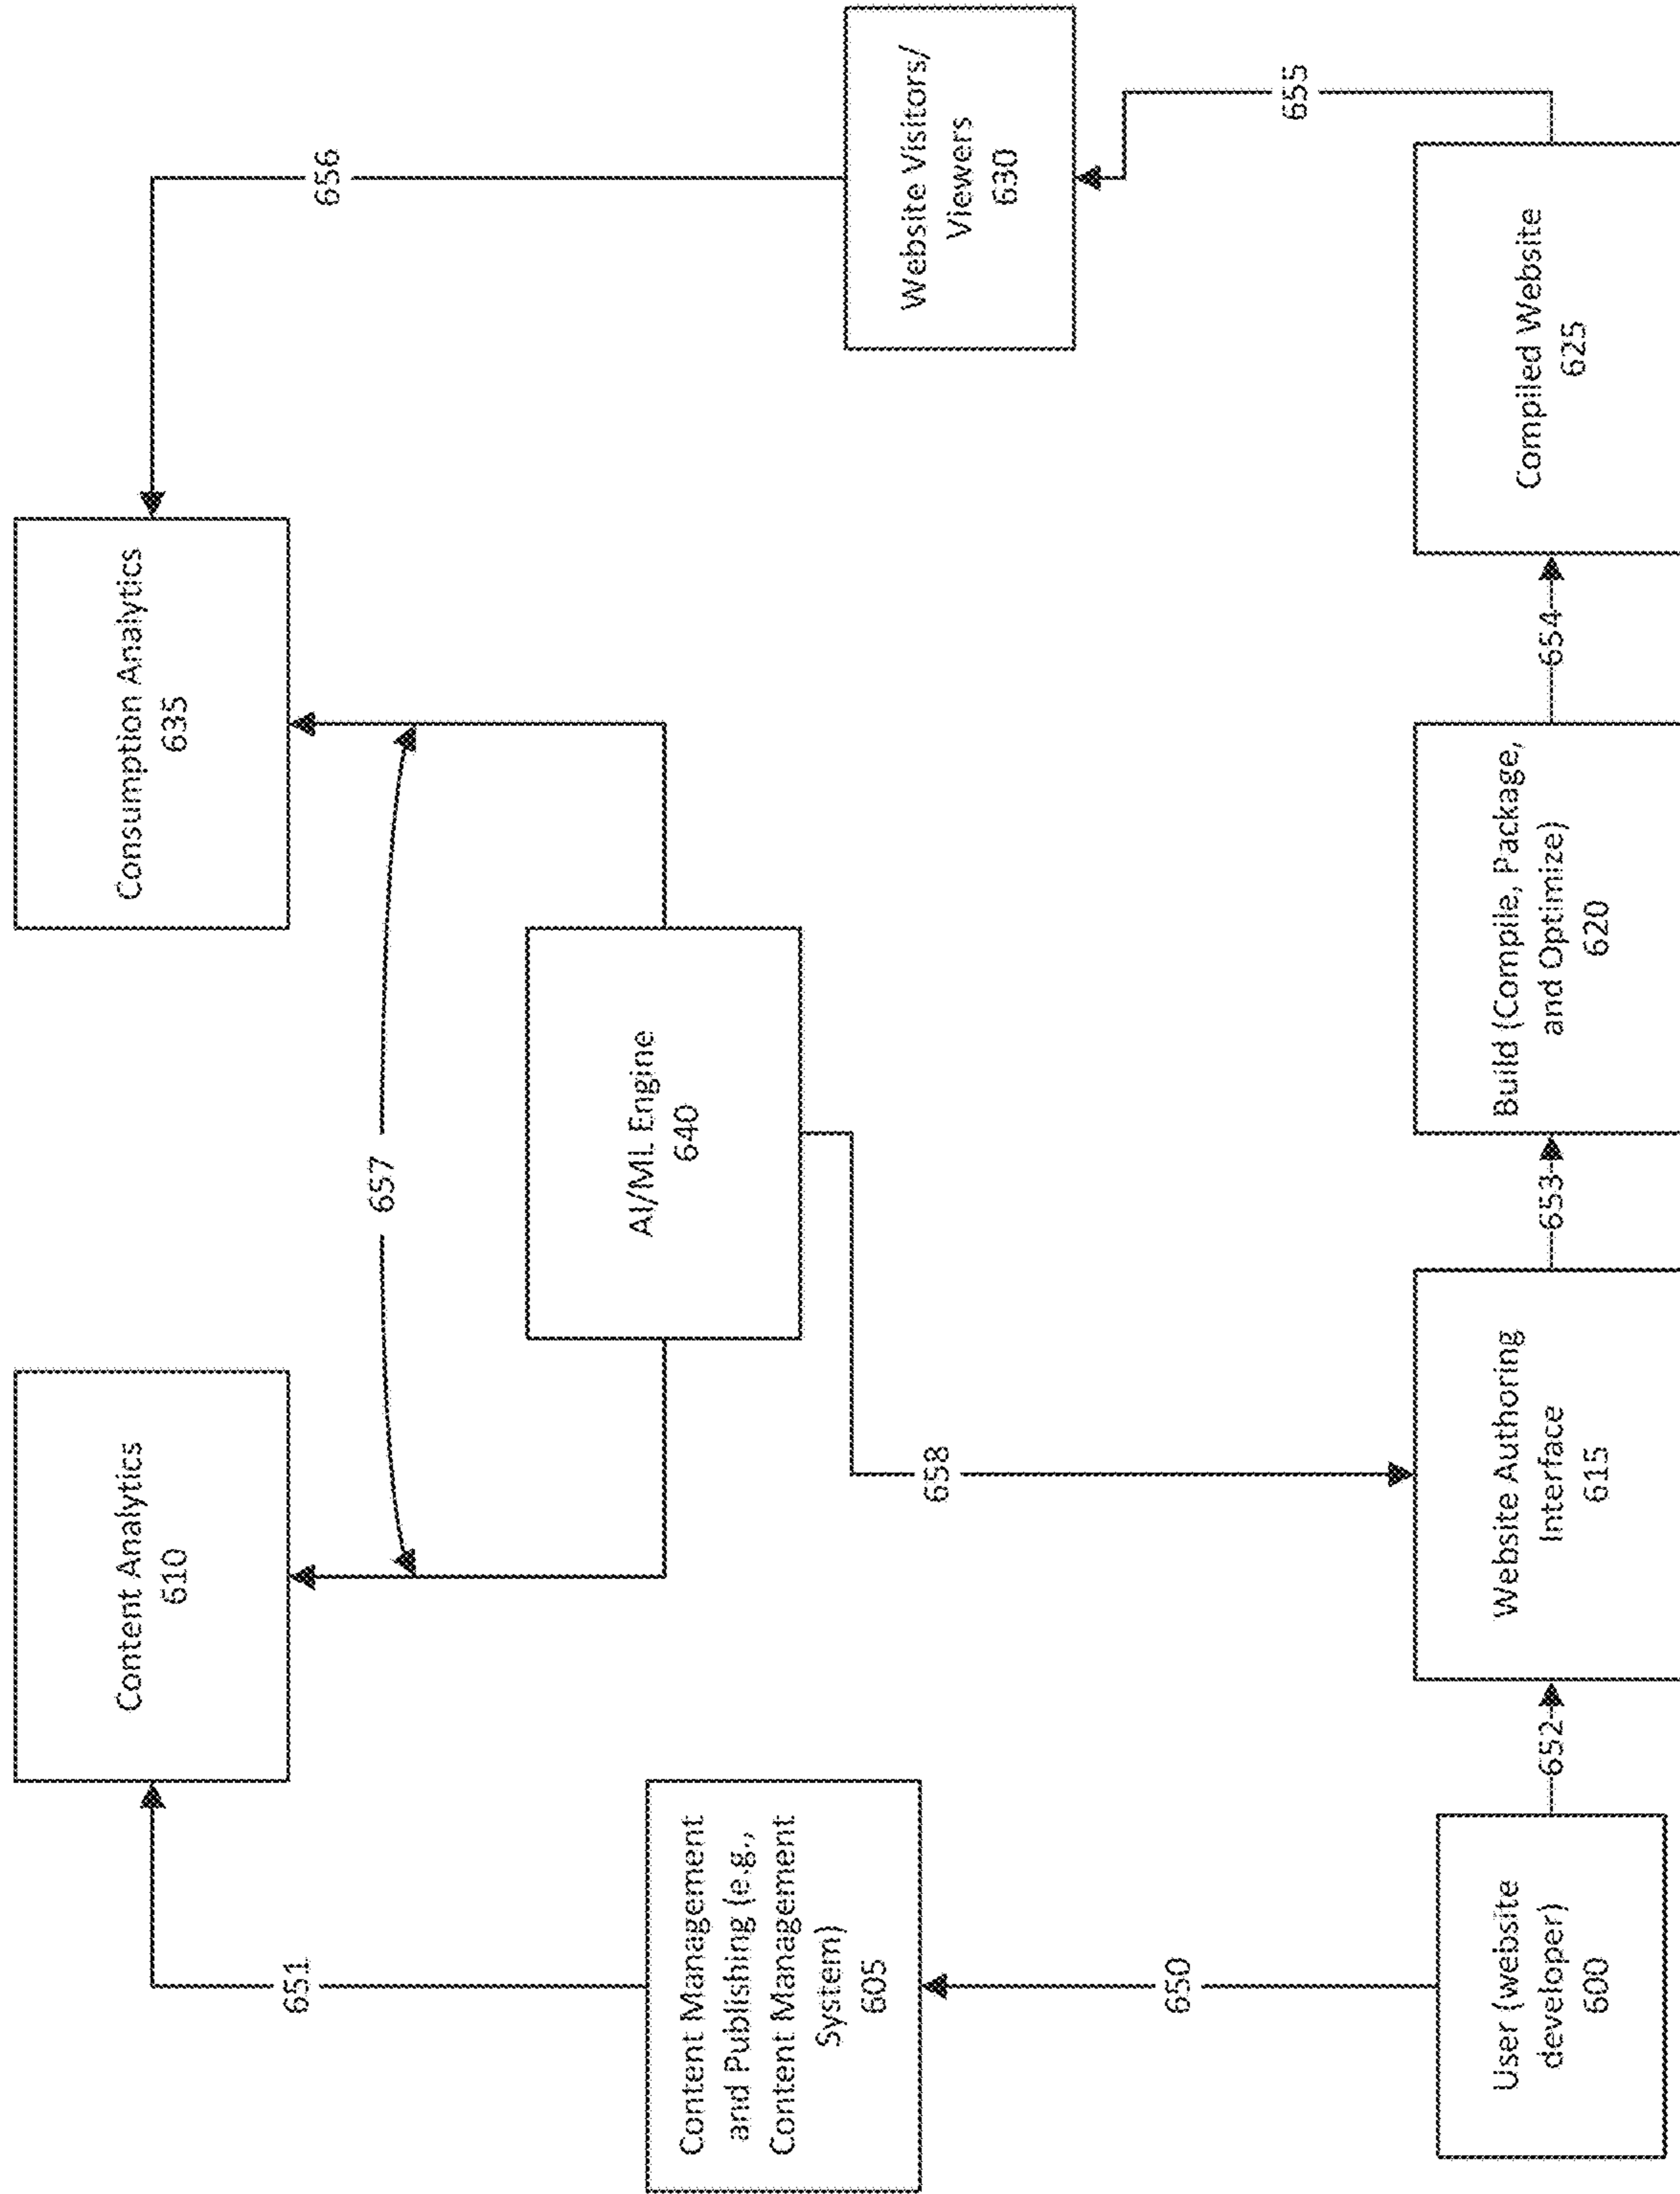 Content Analytics
610
Consumption Analytics
635
651
656
657
Content Management
and Publishing (e.g.,
Content Management
System)
605
AI/ML Engine
640
Website Visitors/
Viewers
630
658
650
655
User (website
developer)
600
652
Website Authoring
Interface
615
653
Build (Compile, Package,
and Optimize)
620
654
Compiled Website
625